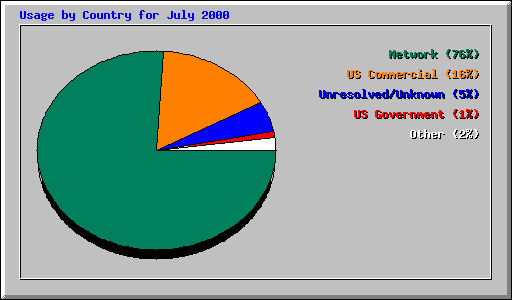 Usage by Country for July 2000
Network (76%)
US Commercial (16%)
Unresolved/Unknown (5%)
US Government (1%)
Other (2%)